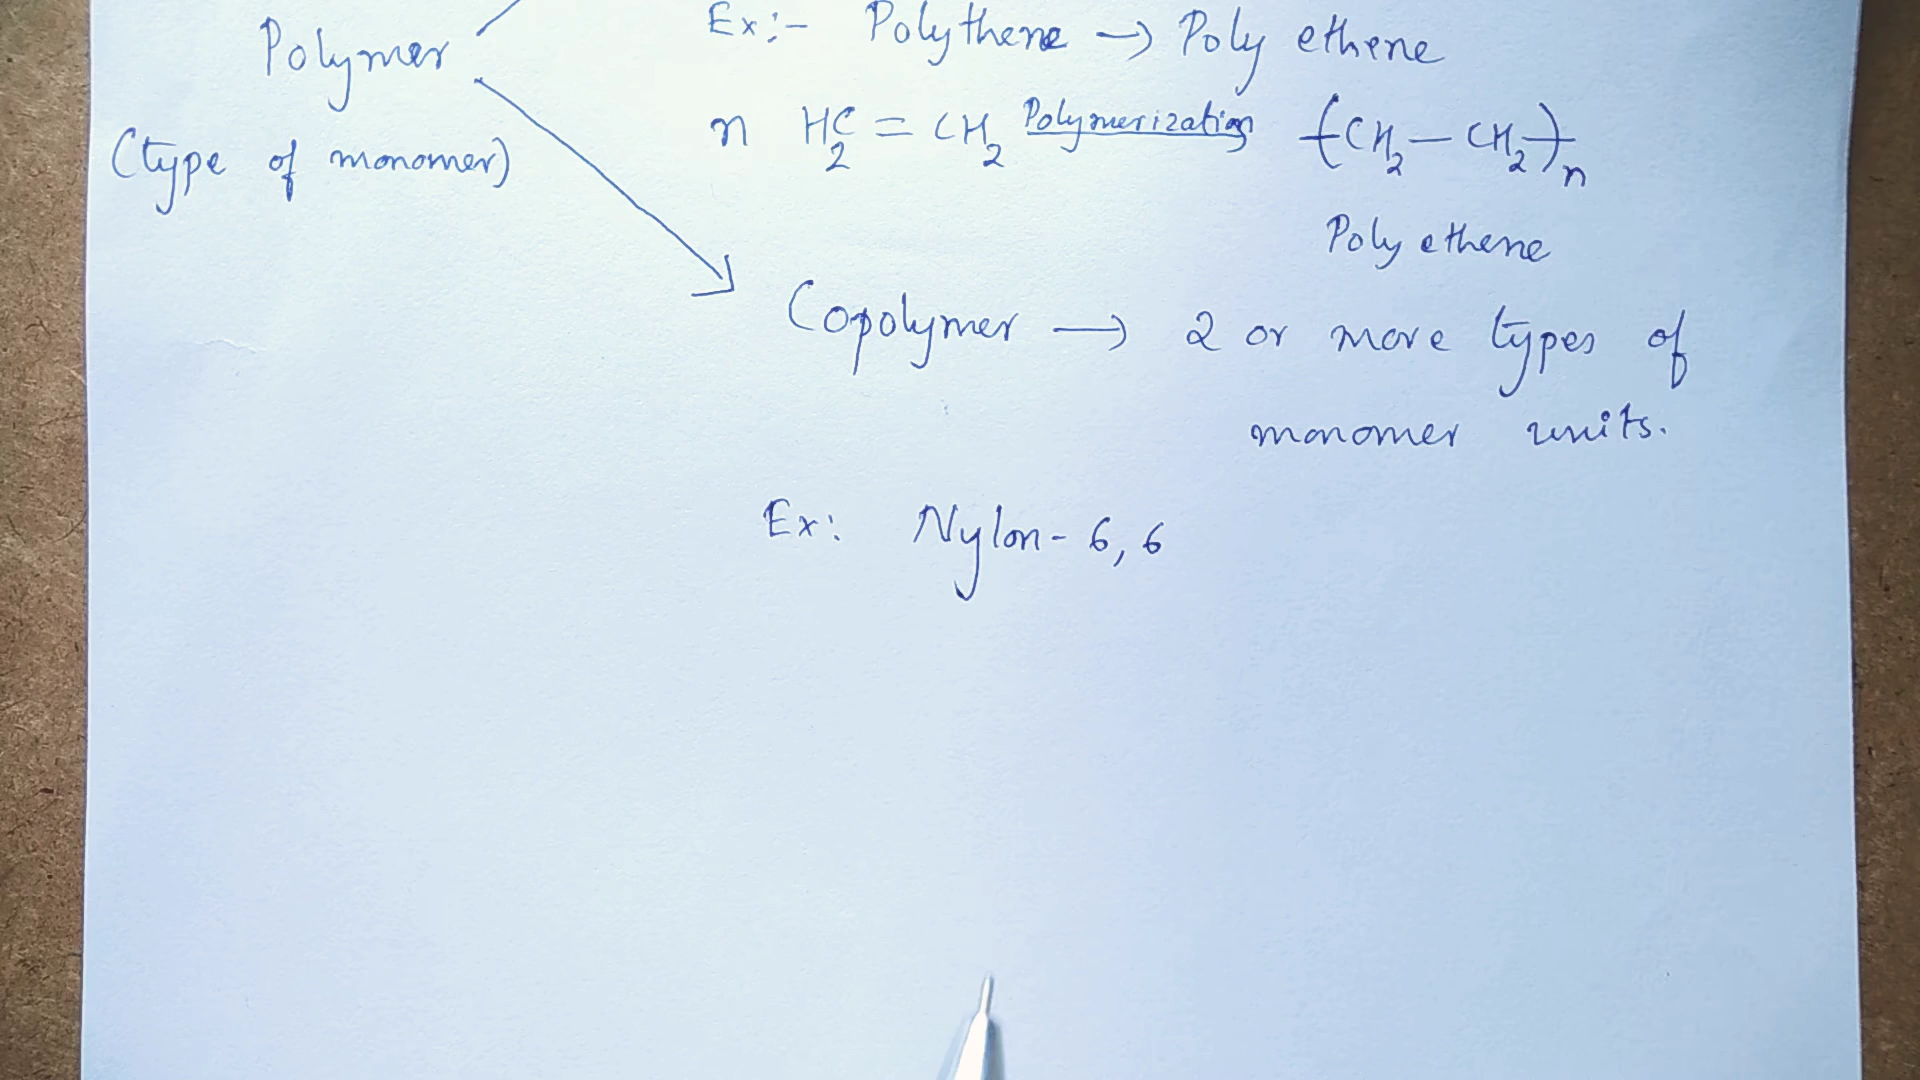 Ex:- Polythene → Poly ethene
Polymer
n H₂C = CH₂ Polymerization (CH₂ — CH₂)n
(type of monomer)
Poly ethene
Copolymer → 2 or more types of
monomer units.
Ex: Nylon - 6, 6